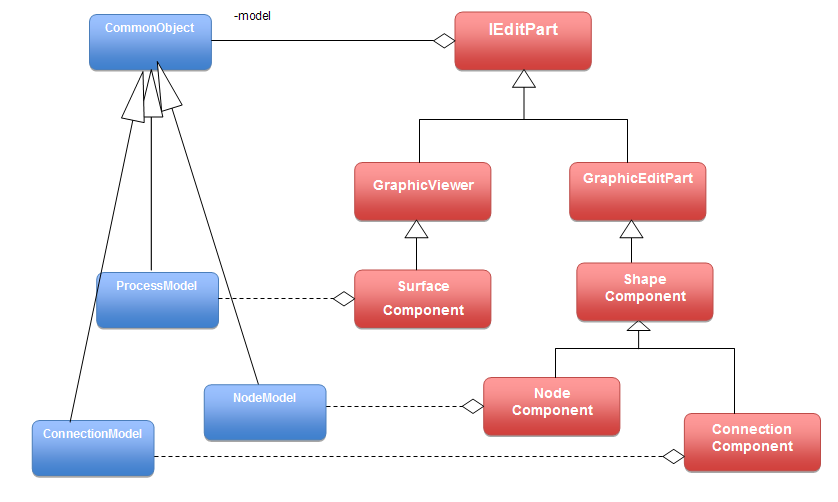 -model
CommonObject
IEditPart
GraphicViewer
GraphicEditPart
ProcessModel
Surface
Component
Shape
Component
NodeModel
Node
Component
ConnectionModel
Connection
Component